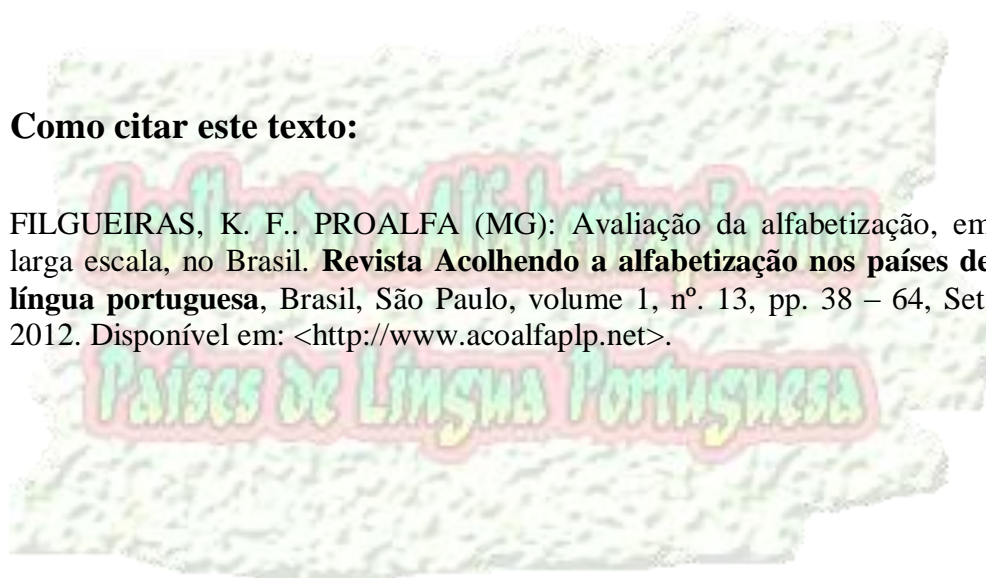 Como citar este texto:
FILGUEIRAS, K. F.. PROALFA (MG): Avaliação da alfabetização, em
larga escala, no Brasil. Revista Acolhendo a alfabetização nos países de
língua portuguesa, Brasil, São Paulo, volume 1, nº. 13, pp. 38 – 64, Set
2012. Disponível em: <http://www.acoalfaplp.net>.
Países De Língua Portuguesa